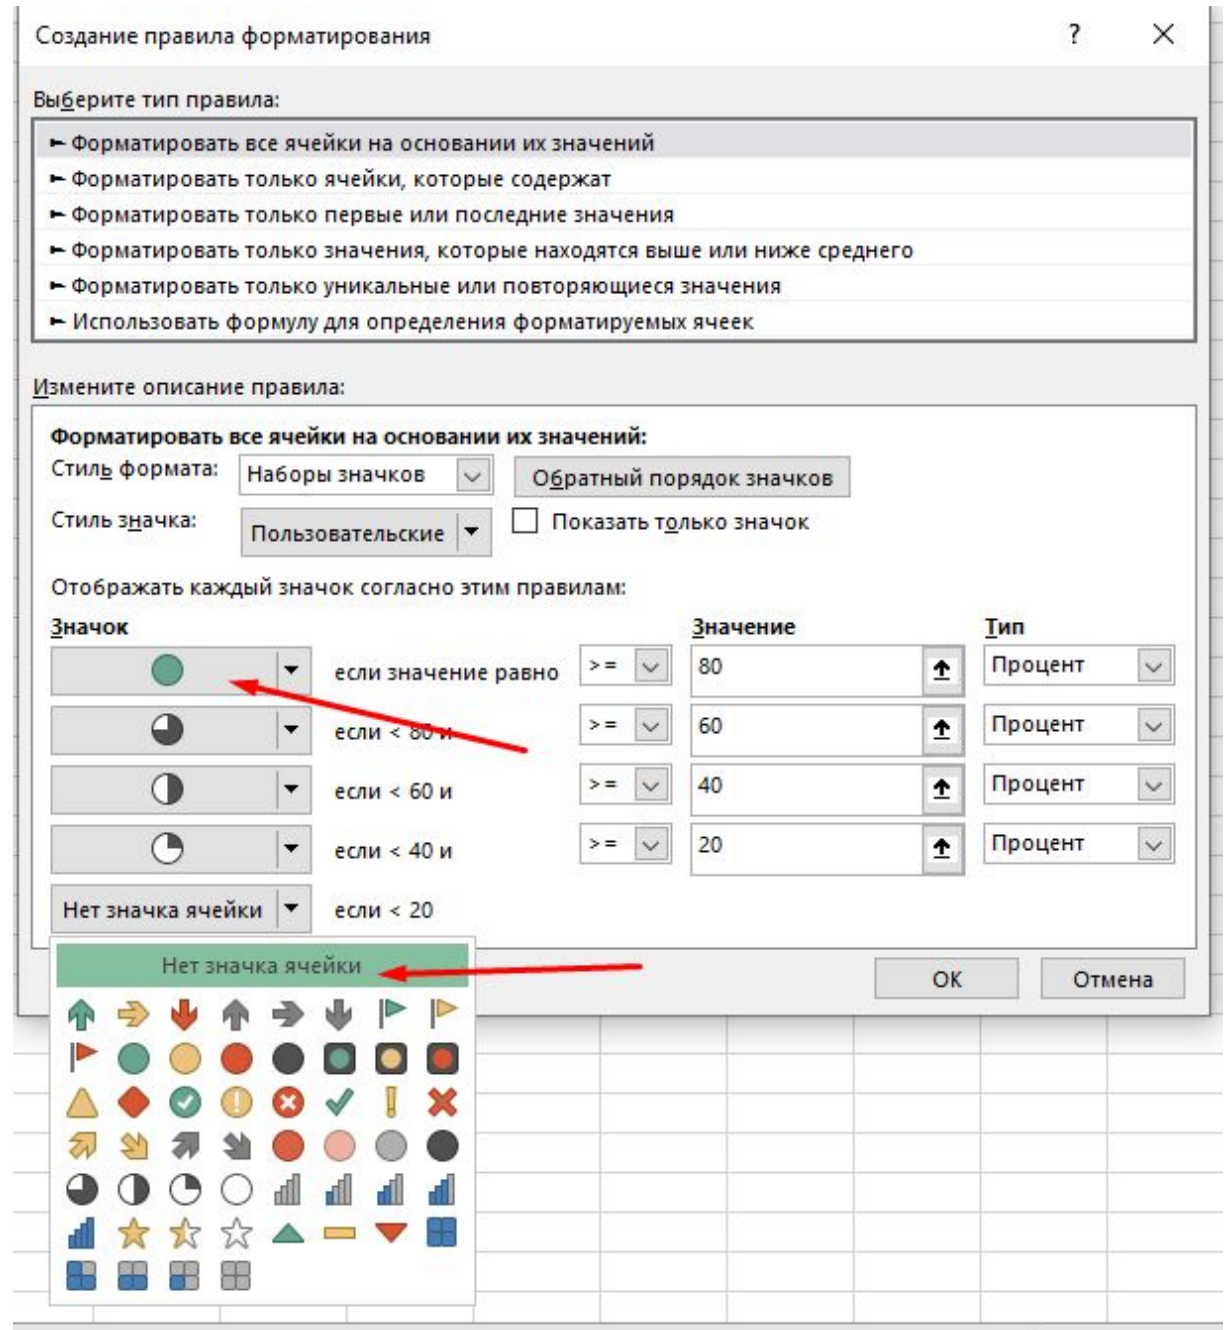 Создание правила форматирования ?
Выберите тип правила:
► Форматировать все ячейки на основании их значений
► Форматировать только ячейки, которые содержат
► Форматировать только первые или последние значения
► Форматировать только значения, которые находятся выше или ниже среднего
► Форматировать только уникальные или повторяющиеся значения
► Использовать формулу для определения форматируемых ячеек
Измените описание правила:
Форматировать все ячейки на основании их значений:
Стиль формата: Наборы значков Обратный порядок значков
Стиль значка: Пользовательские Показать только значок
Отображать каждый значок согласно этим правилам:
Значок Значение Тип
если значение равно >= 80 Процент
если < 80 и >= 60 Процент
если < 60 и >= 40 Процент
если < 40 и >= 20 Процент
Нет значка ячейки если < 20
Нет значка ячейки
ОК Отмена